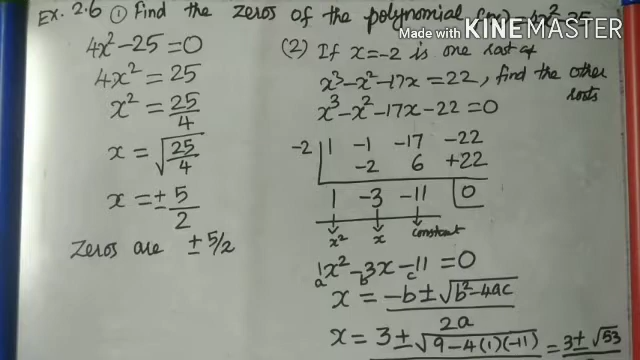 Ex. 2.6 ① Find the zeros of the polynomial f(x) = 4x² - 25
Made with KINEMASTER
4x² - 25 = 0
4x² = 25
x² = 25/4
x = √25/4
x = ± 5/2
Zeros are ± 5/2
(2) If x = -2 is one root of
x³ - x² - 17x = 22, find the other
roots
x³ - x² - 17x - 22 = 0
-2 | 1 -1 -17 -22
-2 6 +22
1 -3 -11 0
x² x constant
1x² - 3x - 11 = 0
a b c
x = -b ± √b² - 4ac
2a
x = 3 ± √9 - 4(1)(-11) = 3 ± √53